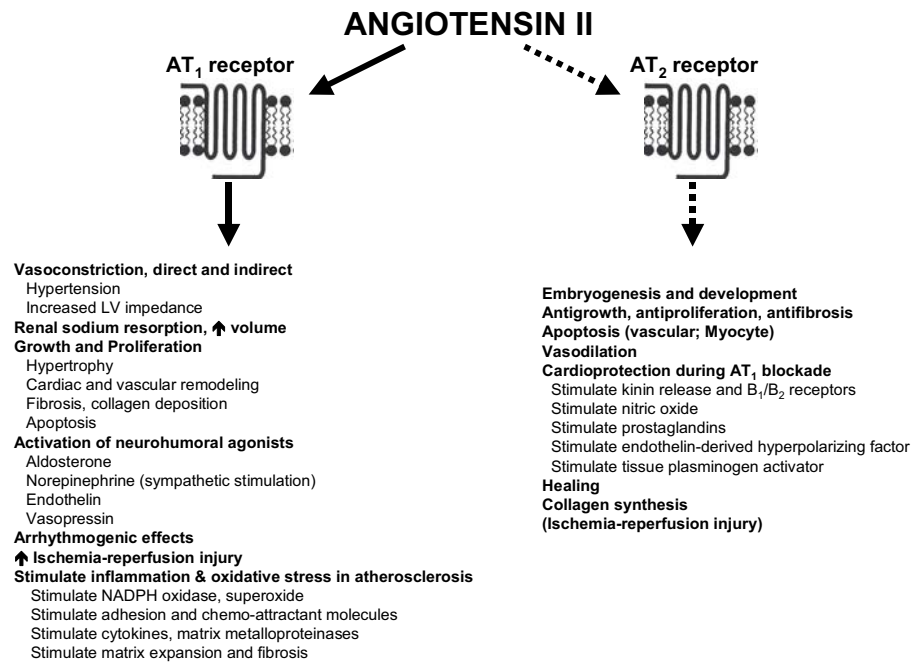 ANGIOTENSIN II
AT₁ receptor
AT₂ receptor
Vasoconstriction, direct and indirect
Hypertension
Increased LV impedance
Renal sodium resorption, 🡅 volume
Growth and Proliferation
Hypertrophy
Cardiac and vascular remodeling
Fibrosis, collagen deposition
Apoptosis
Activation of neurohumoral agonists
Aldosterone
Norepinphrine (sympathetic stimulation)
Endothelin
Vasopressin
Arrhythmogenic effects
🡅 Ischemia-reperfusion injury
Stimulate inflammation & oxidative stress in atherosclerosis
Stimulate NADPH oxidase, superoxide
Stimulate adhesion and chemo-attractant molecules
Stimulate cytokines, matrix metalloproteinases
Stimulate matrix expansion and fibrosis
Embryogenesis and development
Antigrowth, antiproliferation, antifibrosis
Apoptosis (vascular; Myocyte)
Vasodilation
Cardioprotection during AT₁ blockade
Stimulate kinin release and B₁/B₂ receptors
Stimulate nitric oxide
Stimulate prostaglandins
Stimulate endothelin-derived hyperpolarizing factor
Stimulate tissue plasminogen activator
Healing
Collagen synthesis
(Ischemia-reperfusion injury)